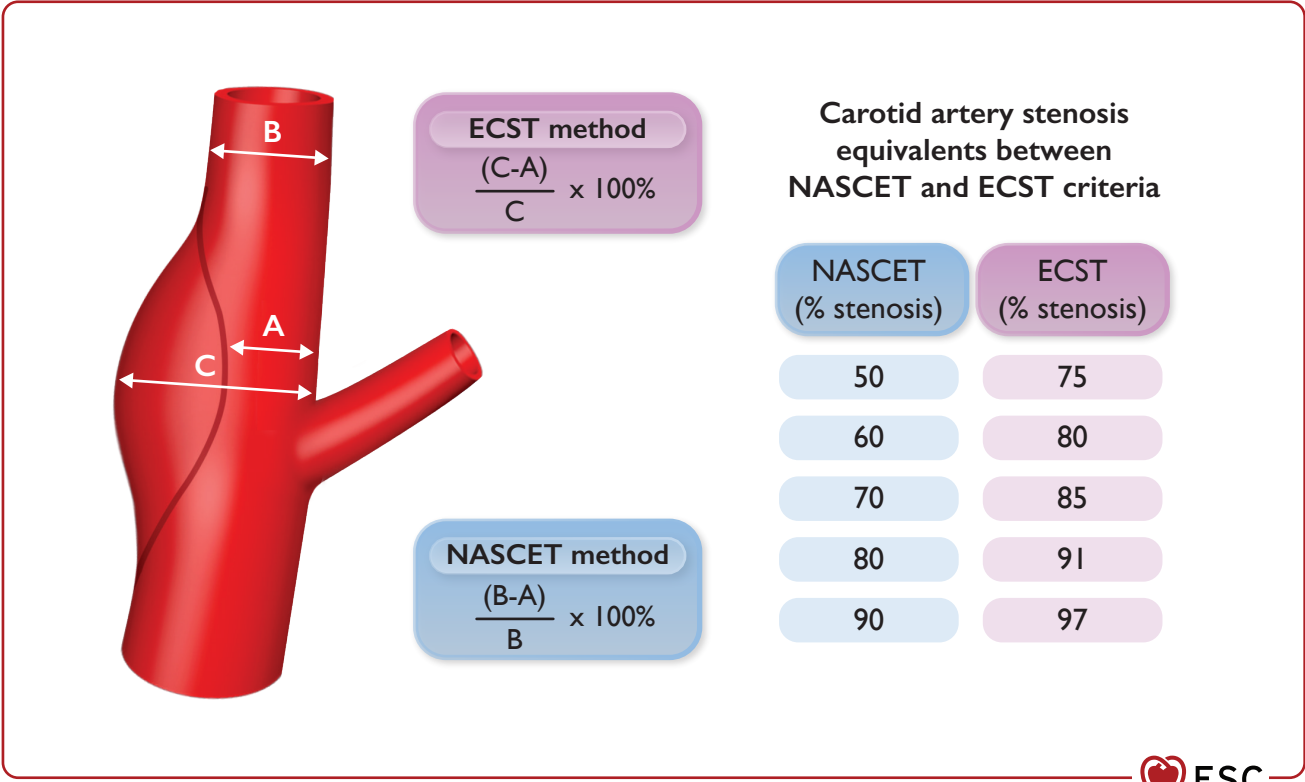 B
A
C
ECST method
(C-A)
C
x 100%
NASCET method
(B-A)
B
x 100%
Carotid artery stenosis
equivalents between
NASCET and ECST criteria
NASCET
(% stenosis)
ECST
(% stenosis)
50 75
60 80
70 85
80 91
90 97
ESC